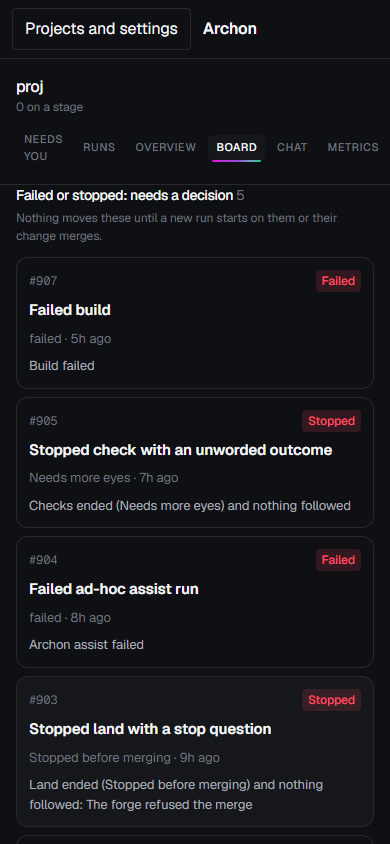 Projects and settings Archon
proj
0 on a stage
NEEDS YOU RUNS OVERVIEW BOARD CHAT METRICS
Failed or stopped: needs a decision 5
Nothing moves these until a new run starts on them or their
change merges.
#907 Failed
Failed build
failed · 5h ago
Build failed
#905 Stopped
Stopped check with an unworded outcome
Needs more eyes · 7h ago
Checks ended (Needs more eyes) and nothing followed
#904 Failed
Failed ad-hoc assist run
failed · 8h ago
Archon assist failed
#903 Stopped
Stopped land with a stop question
Stopped before merging · 9h ago
Land ended (Stopped before merging) and nothing
followed: The forge refused the merge